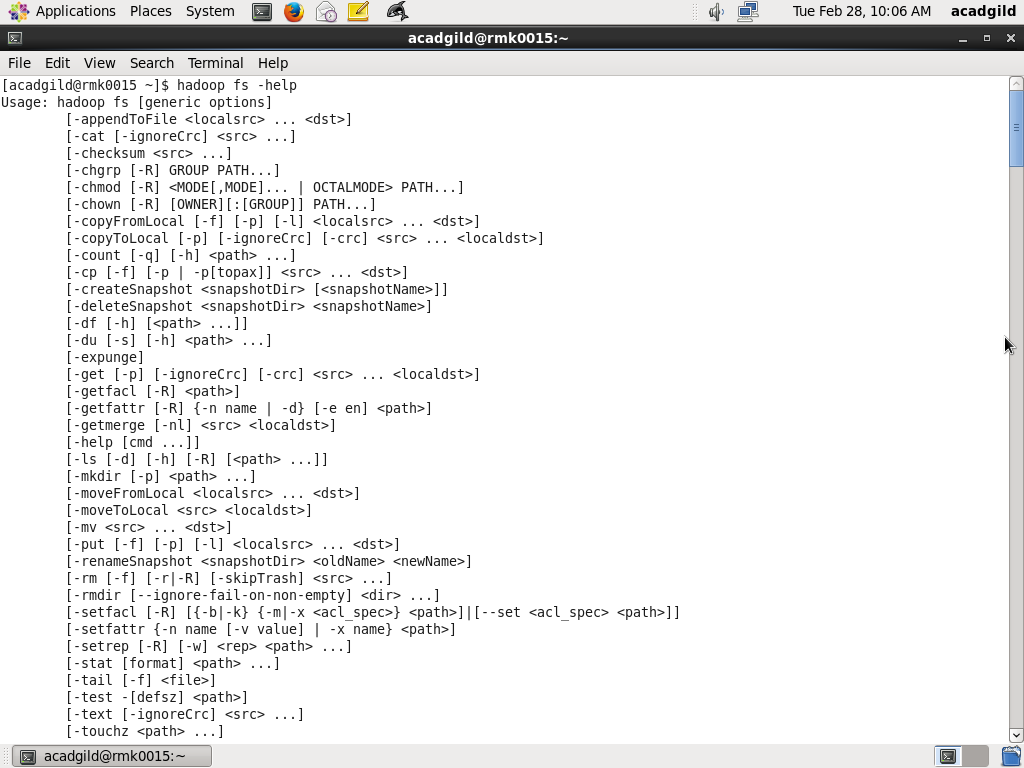 Applications Places System Tue Feb 28, 10:06 AM acadgild
acadgild@rmk0015:~
File Edit View Search Terminal Help
[acadgild@rmk0015 ~]$ hadoop fs -help
Usage: hadoop fs [generic options]
[-appendToFile <localsrc> ... <dst>]
[-cat [-ignoreCrc] <src> ...]
[-checksum <src> ...]
[-chgrp [-R] GROUP PATH...]
[-chmod [-R] <MODE[,MODE]... | OCTALMODE> PATH...]
[-chown [-R] [OWNER][:[GROUP]] PATH...]
[-copyFromLocal [-f] [-p] [-l] <localsrc> ... <dst>]
[-copyToLocal [-p] [-ignoreCrc] [-crc] <src> ... <localdst>]
[-count [-q] [-h] <path> ...]
[-cp [-f] [-p | -p[topax]] <src> ... <dst>]
[-createSnapshot <snapshotDir> [<snapshotName>]]
[-deleteSnapshot <snapshotDir> <snapshotName>]
[-df [-h] [<path> ...]]
[-du [-s] [-h] <path> ...]
[-expunge]
[-get [-p] [-ignoreCrc] [-crc] <src> ... <localdst>]
[-getfacl [-R] <path>]
[-getfattr [-R] {-n name | -d} [-e en] <path>]
[-getmerge [-nl] <src> <localdst>]
[-help [cmd ...]]
[-ls [-d] [-h] [-R] [<path> ...]]
[-mkdir [-p] <path> ...]
[-moveFromLocal <localsrc> ... <dst>]
[-moveToLocal <src> <localdst>]
[-mv <src> ... <dst>]
[-put [-f] [-p] [-l] <localsrc> ... <dst>]
[-renameSnapshot <snapshotDir> <oldName> <newName>]
[-rm [-f] [-r|-R] [-skipTrash] <src> ...]
[-rmdir [--ignore-fail-on-non-empty] <dir> ...]
[-setfacl [-R] [{-b|-k} {-m|-x <acl_spec>} <path>]|[--set <acl_spec> <path>]]
[-setfattr {-n name [-v value] | -x name} <path>]
[-setrep [-R] [-w] <rep> <path> ...]
[-stat [format] <path> ...]
[-tail [-f] <file>]
[-test -[defsz] <path>]
[-text [-ignoreCrc] <src> ...]
[-touchz <path> ...]
acadgild@rmk0015:~